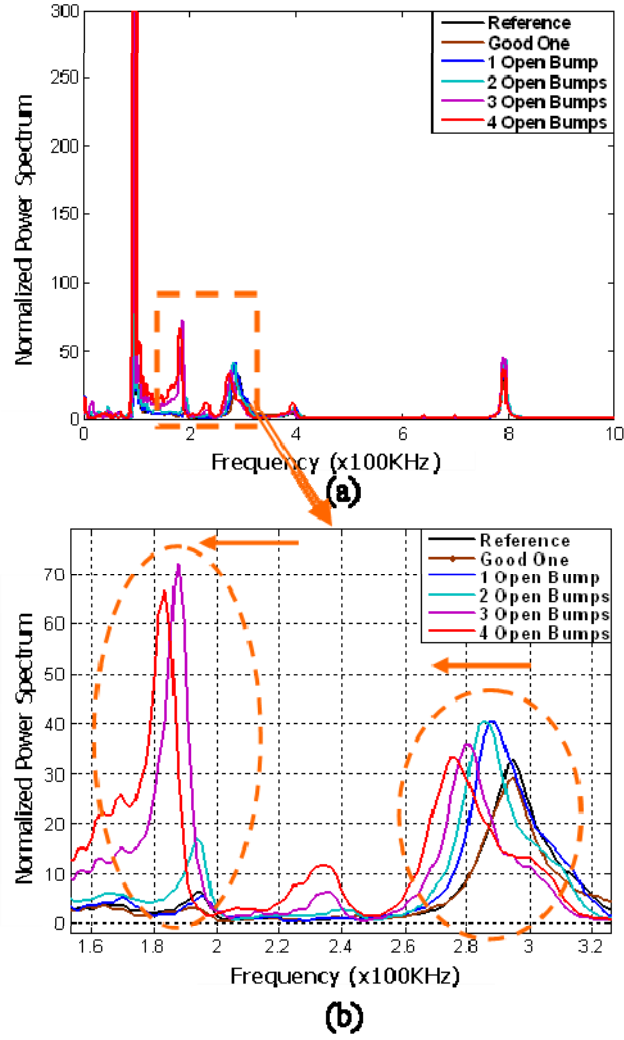 300
250
200
150
100
50
0
Normalized Power Spectrum
Reference
Good One
1 Open Bump
2 Open Bumps
3 Open Bumps
4 Open Bumps
0 2 4 6 8 10
Frequency (x100KHz)
(a)
70
60
50
40
30
20
10
0
Normalized Power Spectrum
Reference
Good One
1 Open Bump
2 Open Bumps
3 Open Bumps
4 Open Bumps
1.6 1.8 2 2.2 2.4 2.6 2.8 3 3.2
Frequency (x100KHz)
(b)